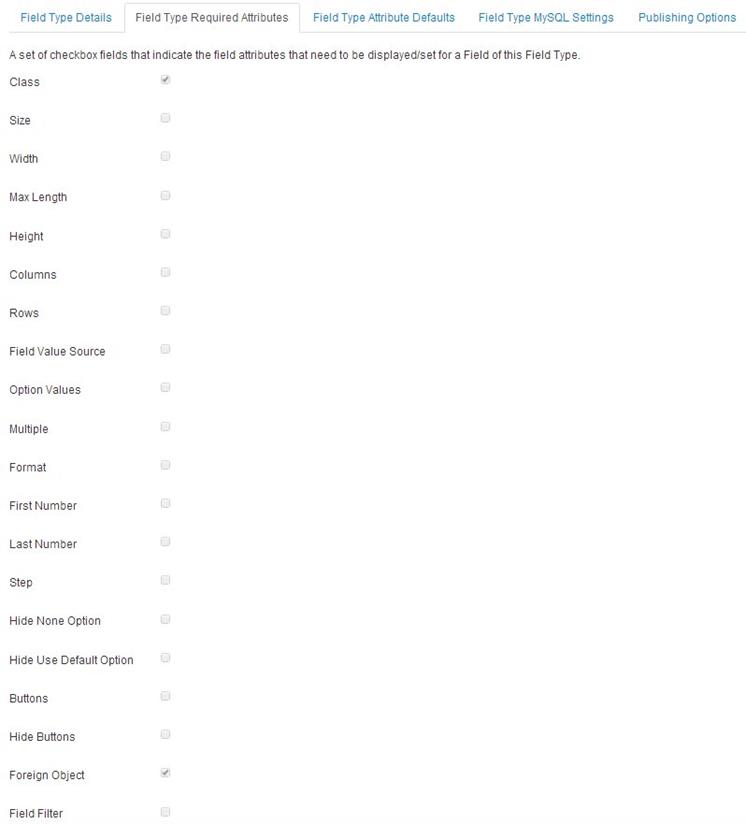 Field Type Details Field Type Required Attributes Field Type Attribute Defaults Field Type MySQL Settings Publishing Options
A set of checkbox fields that indicate the field attributes that need to be displayed/set for a Field of this Field Type.
Class
Size
Width
Max Length
Height
Columns
Rows
Field Value Source
Option Values
Multiple
Format
First Number
Last Number
Step
Hide None Option
Hide Use Default Option
Buttons
Hide Buttons
Foreign Object
Field Filter